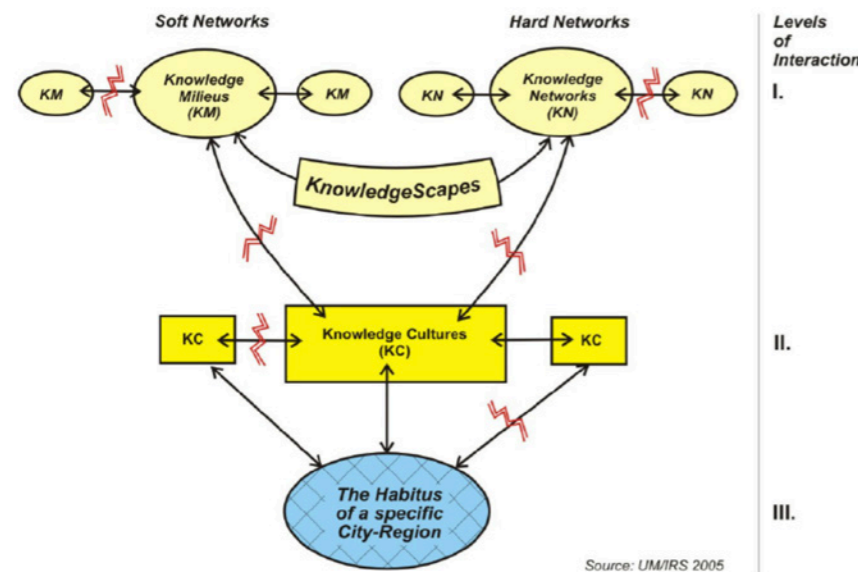 Soft Networks
Hard Networks
Levels
of
Interaction
KM
Knowledge
Milieus
(KM)
KM
KN
Knowledge
Networks
(KN)
KN
I.
KnowledgeScapes
KC
Knowledge Cultures
(KC)
KC
II.
The Habitus
of a specific
City-Region
III.
Source: UM/IRS 2005